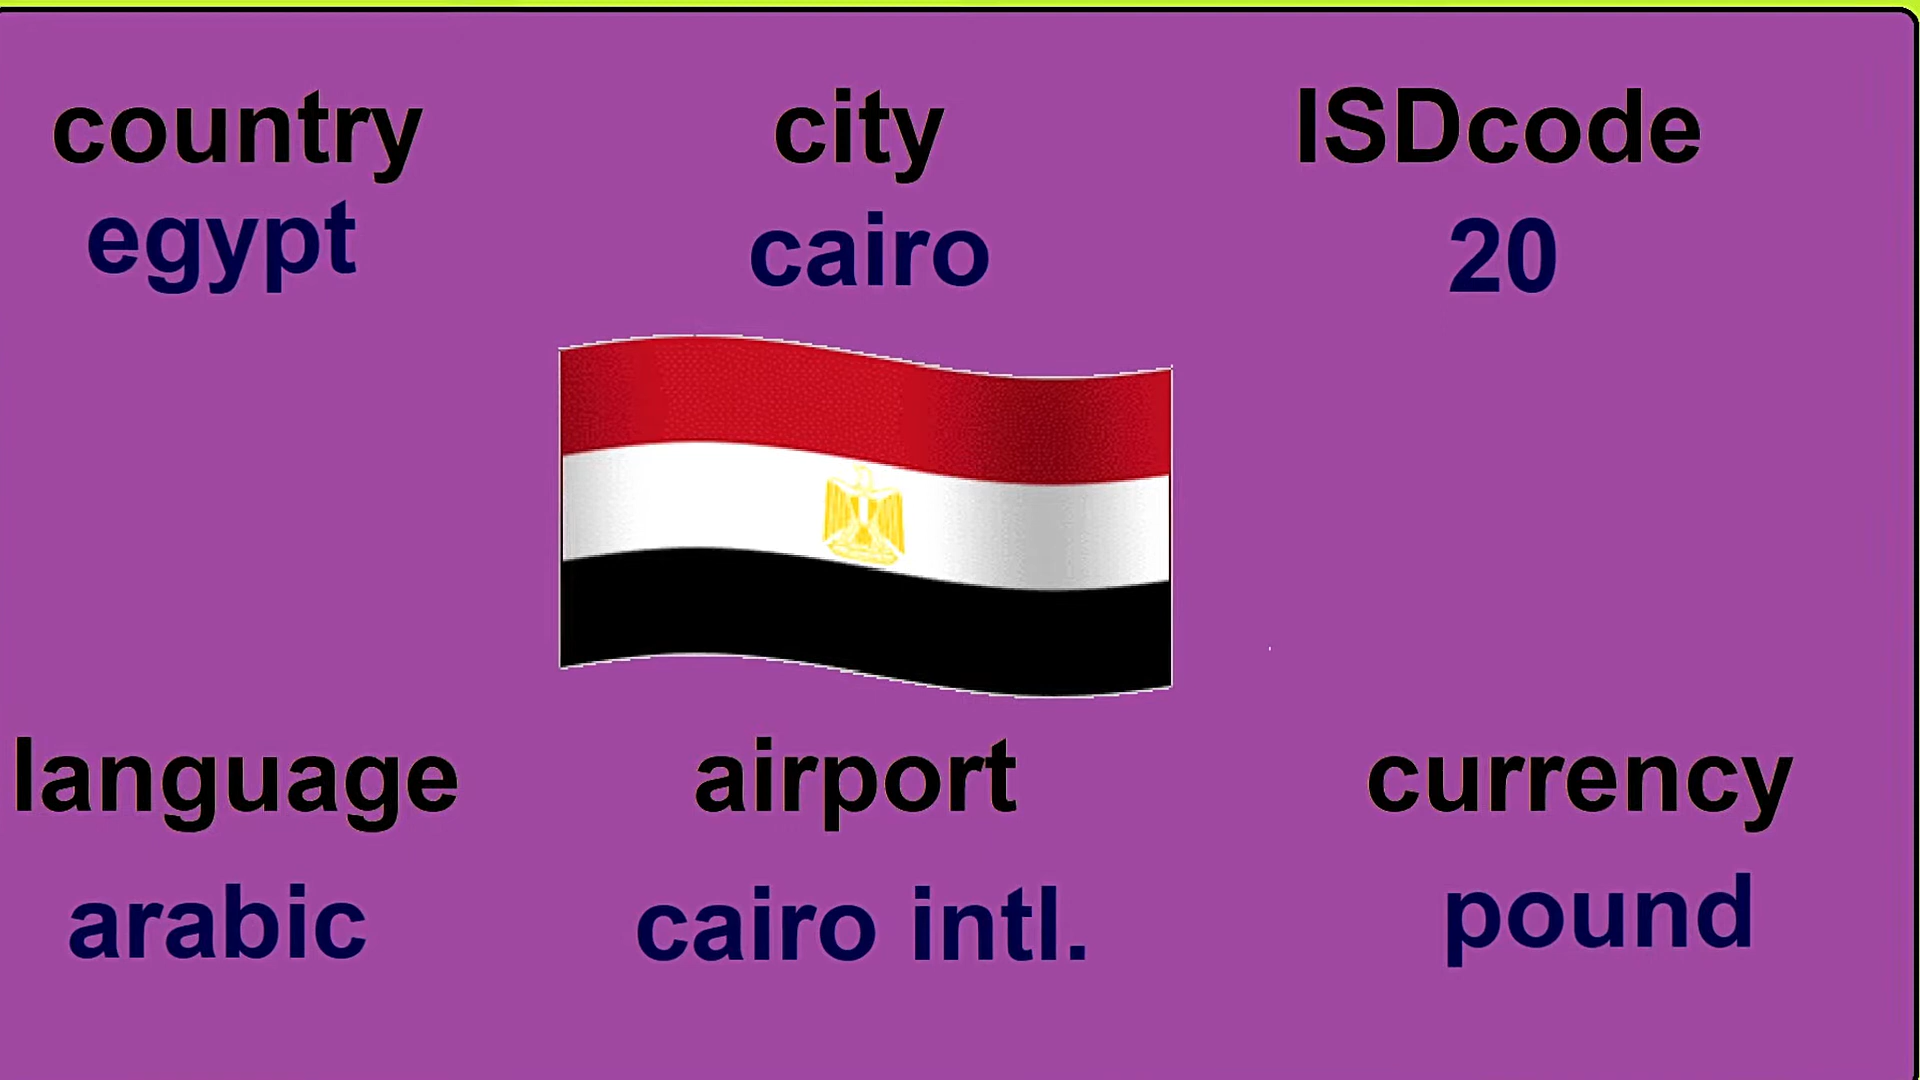 country
city
ISDcode
egypt
cairo
20
language
airport
currency
arabic
cairo intl.
pound